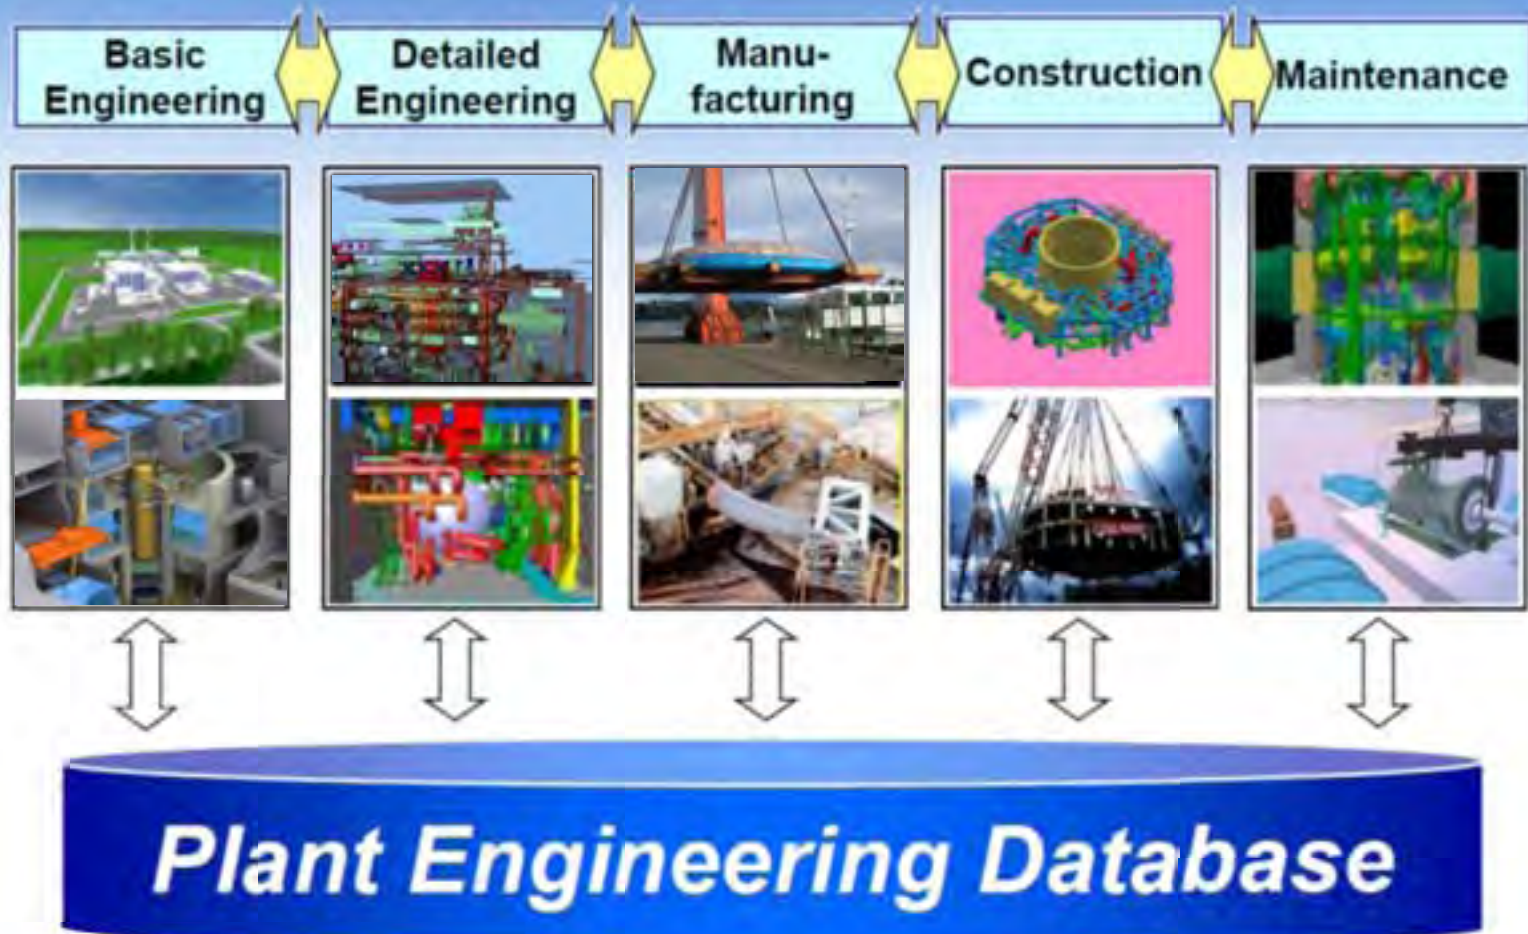 Basic
Engineering
Detailed
Engineering
Manu-
facturing
Construction
Maintenance
Plant Engineering Database